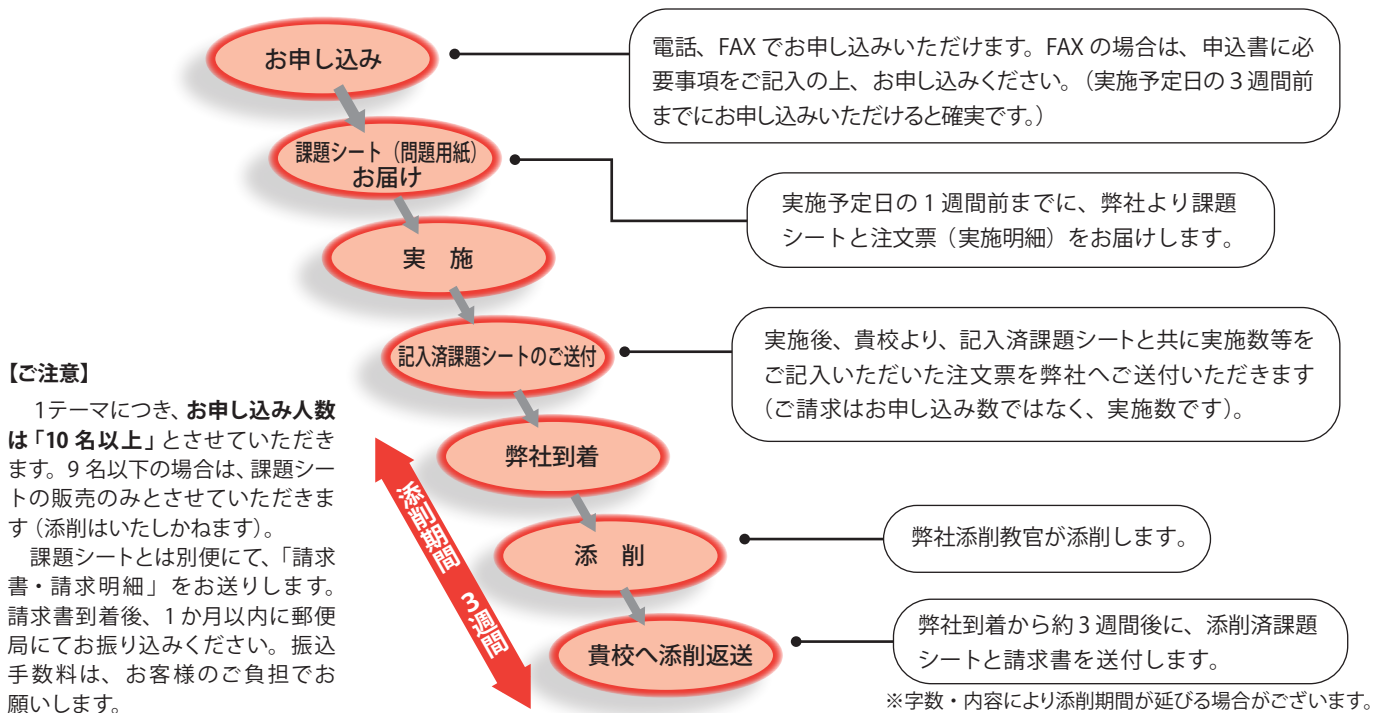 お申し込み
電話、FAX でお申し込みいただけます。FAX の場合は、申込書に必
要事項をご記入の上、お申し込みください。（実施予定日の 3 週間前
までにお申し込みいただけると確実です。）
課題シート（問題用紙）
お届け
実施予定日の 1 週間前までに、弊社より課題
シートと注文票（実施明細）をお届けします。
実　施
記入済課題シートのご送付
実施後、貴校より、記入済課題シートと共に実施数等を
ご記入いただいた注文票を弊社へご送付いただきます
（ご請求はお申し込み数ではなく、実施数です）。
弊社到着
添　削
弊社添削教官が添削します。
貴校へ添削返送
弊社到着から約 3 週間後に、添削済課題
シートと請求書を送付します。
※字数・内容により添削期間が延びる場合がございます。
添削期間　3週間
【ご注意】
1テーマにつき、お申し込み人数
は「10 名以上」とさせていただき
ます。9 名以下の場合は、課題シー
トの販売のみとさせていただきま
す（添削はいたしかねます）。
課題シートとは別便にて、「請求
書・請求明細」をお送りします。
請求書到着後、1 か月以内に郵便
局にてお振り込みください。振込
手数料は、お客様のご負担でお
願いします。